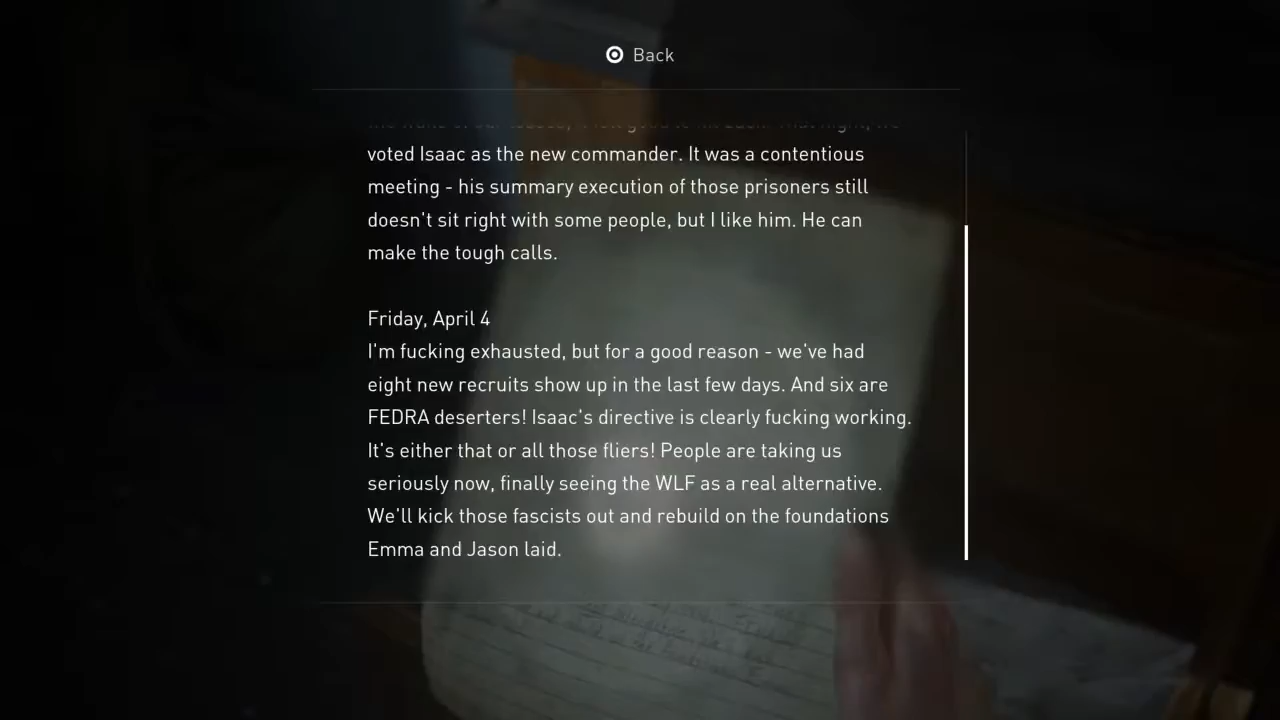 Back
voted Isaac as the new commander. It was a contentious
meeting - his summary execution of those prisoners still
doesn't sit right with some people, but I like him. He can
make the tough calls.
Friday, April 4
I'm fucking exhausted, but for a good reason - we've had
eight new recruits show up in the last few days. And six are
FEDRA deserters! Isaac's directive is clearly fucking working.
It's either that or all those fliers! People are taking us
seriously now, finally seeing the WLF as a real alternative.
We'll kick those fascists out and rebuild on the foundations
Emma and Jason laid.